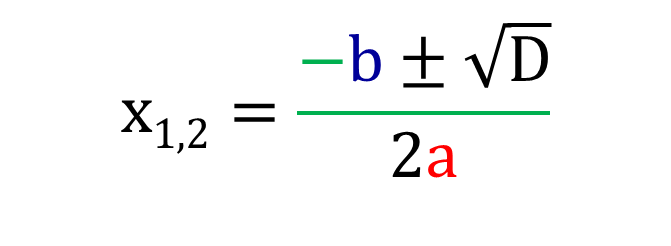 x₁,₂ = (−b ± √D) / 2a